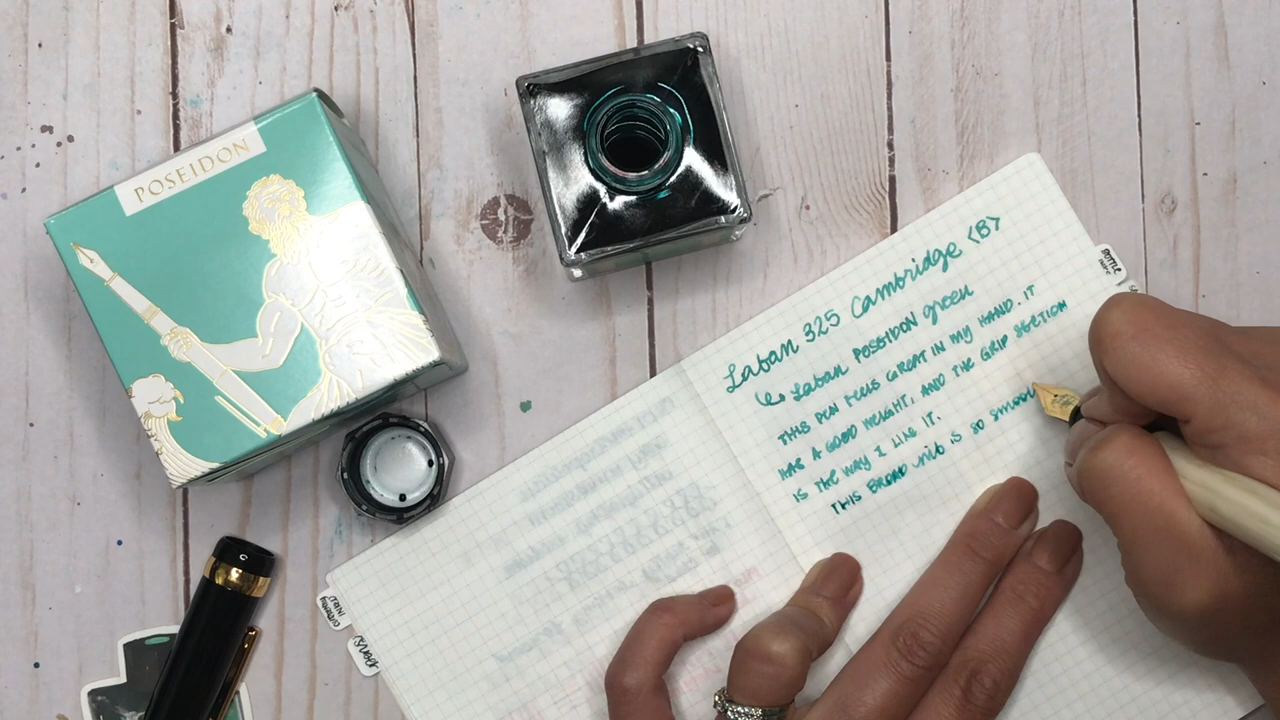 POSEIDON
Laban 325 Cambridge <B>
Laban POSEIDON green
THIS PEN FEELS GREAT IN MY HAND. IT
HAS A GOOD WEIGHT, AND THE GRIP SECTION
IS THE WAY I LIKE IT.
THIS BROAD nib IS SO SMOO
BOTTLE